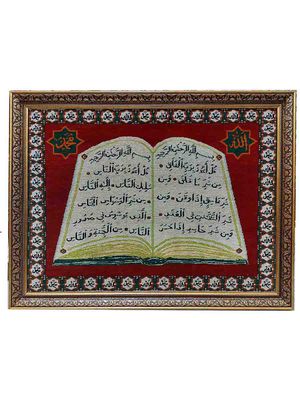 الله
محمد
بسم الله الرحمن الرحيم
قل أعوذ برب الفلق
من شر ما خلق ومن
شر غاسق إذا وقب ومن
شر النفثت في العقد
ومن شر حاسد إذا حسد
بسم الله الرحمن الرحيم
قل أعوذ برب الناس
ملك الناس إله الناس
من شر الوسواس الخناس
الذي يوسوس في صدور
الناس من الجنة والناس